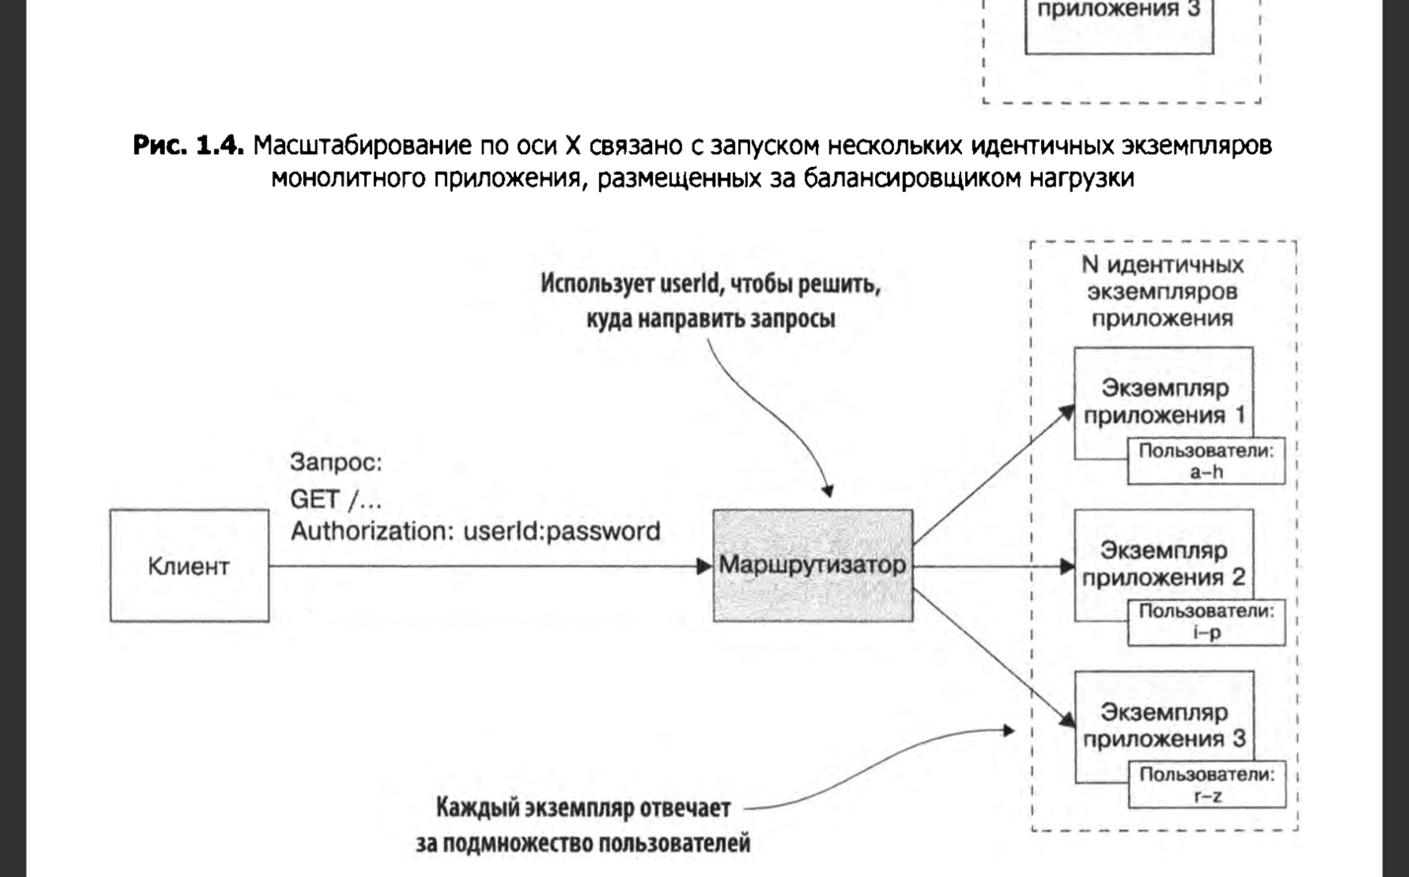 приложения 3
Рис. 1.4. Масштабирование по оси X связано с запуском нескольких идентичных экземпляров
монолитного приложения, размещенных за балансировщиком нагрузки
Использует userId, чтобы решить,
куда направить запросы
N идентичных
экземпляров
приложения
Экземпляр
приложения 1
Пользователи:
a–h
Запрос:
GET /...
Authorization: userId:password
Клиент
Маршрутизатор
Экземпляр
приложения 2
Пользователи:
i–p
Экземпляр
приложения 3
Пользователи:
r–z
Каждый экземпляр отвечает
за подмножество пользователей